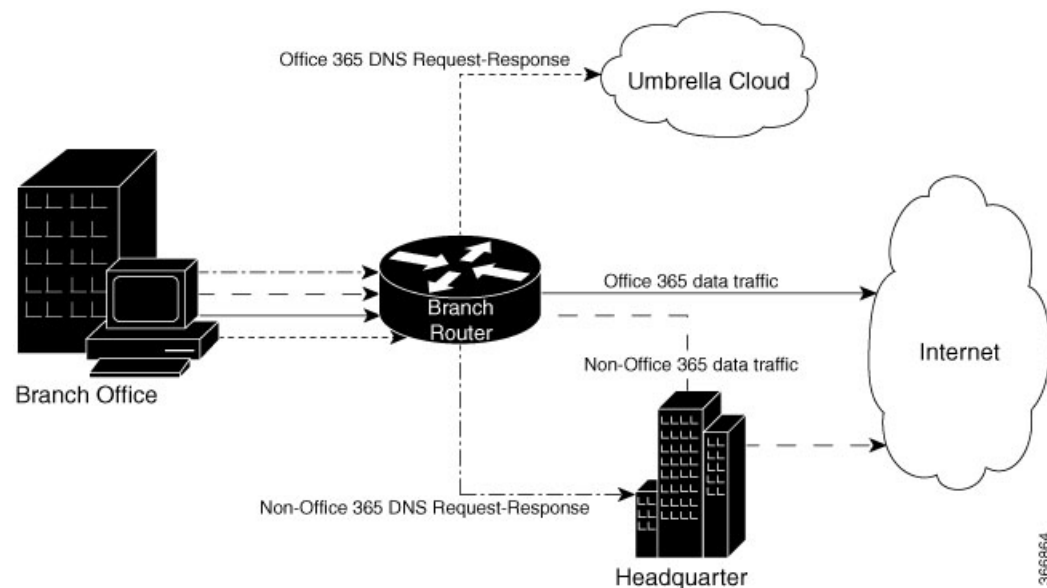 Office 365 DNS Request-Response
Umbrella Cloud
Branch
Router
Office 365 data traffic
Internet
Non-Office 365 data traffic
Branch Office
Non-Office 365 DNS Request-Response
Headquarter
366864